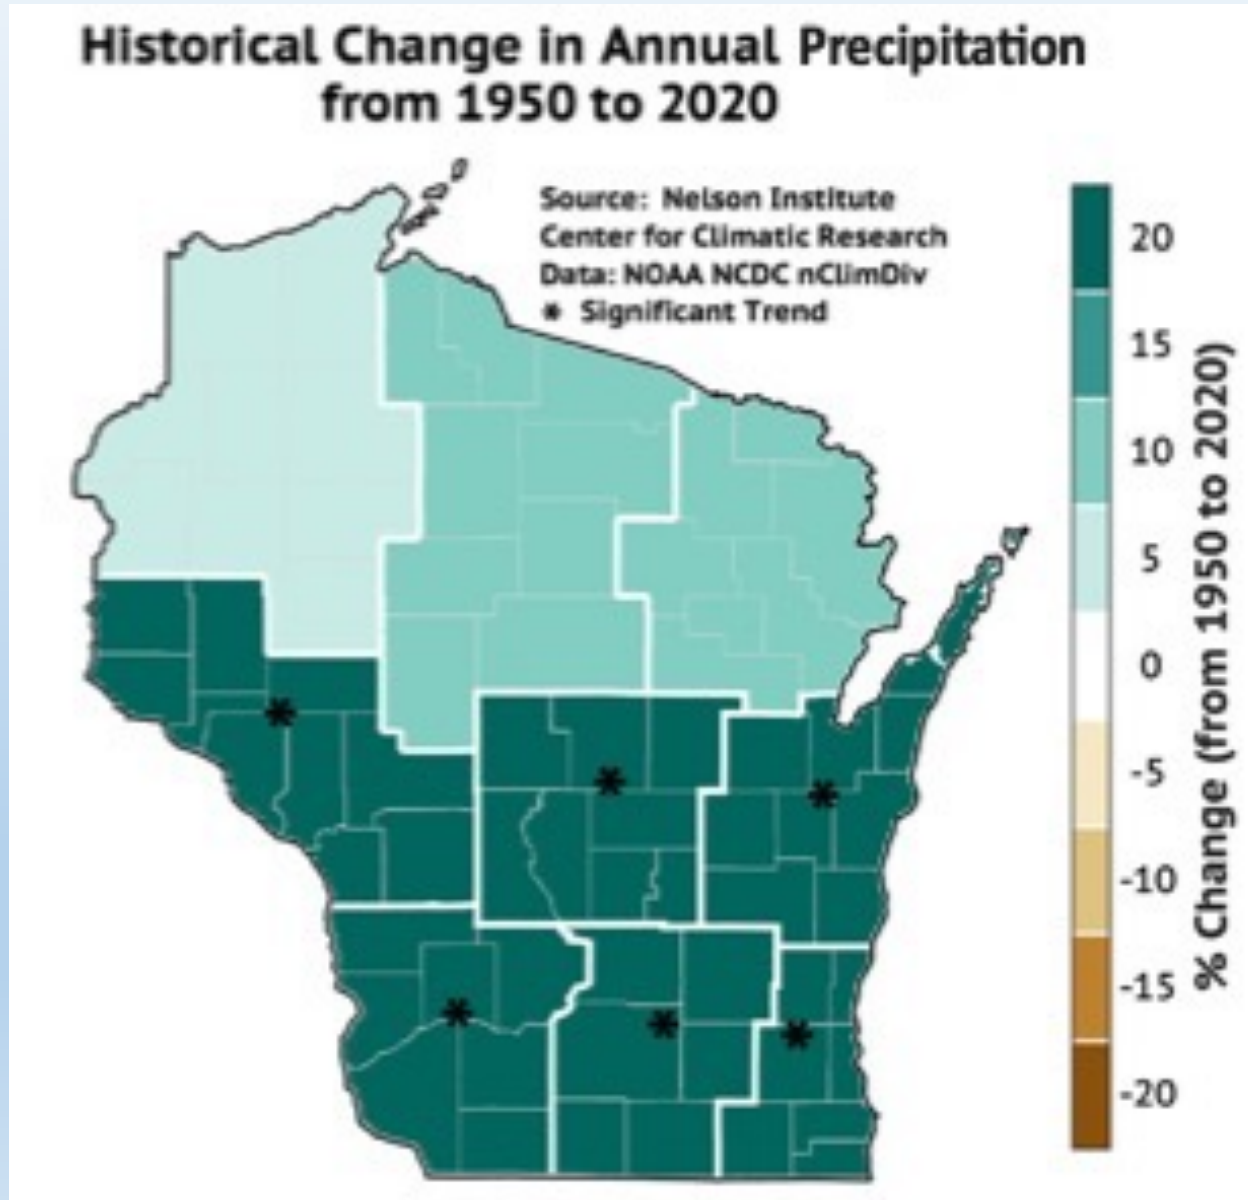 Historical Change in Annual Precipitation
from 1950 to 2020
Source: Nelson Institute
Center for Climatic Research
Data: NOAA NCDC nClimDiv
* Significant Trend
20
15
10
5
0
-5
-10
-15
-20
% Change (from 1950 to 2020)